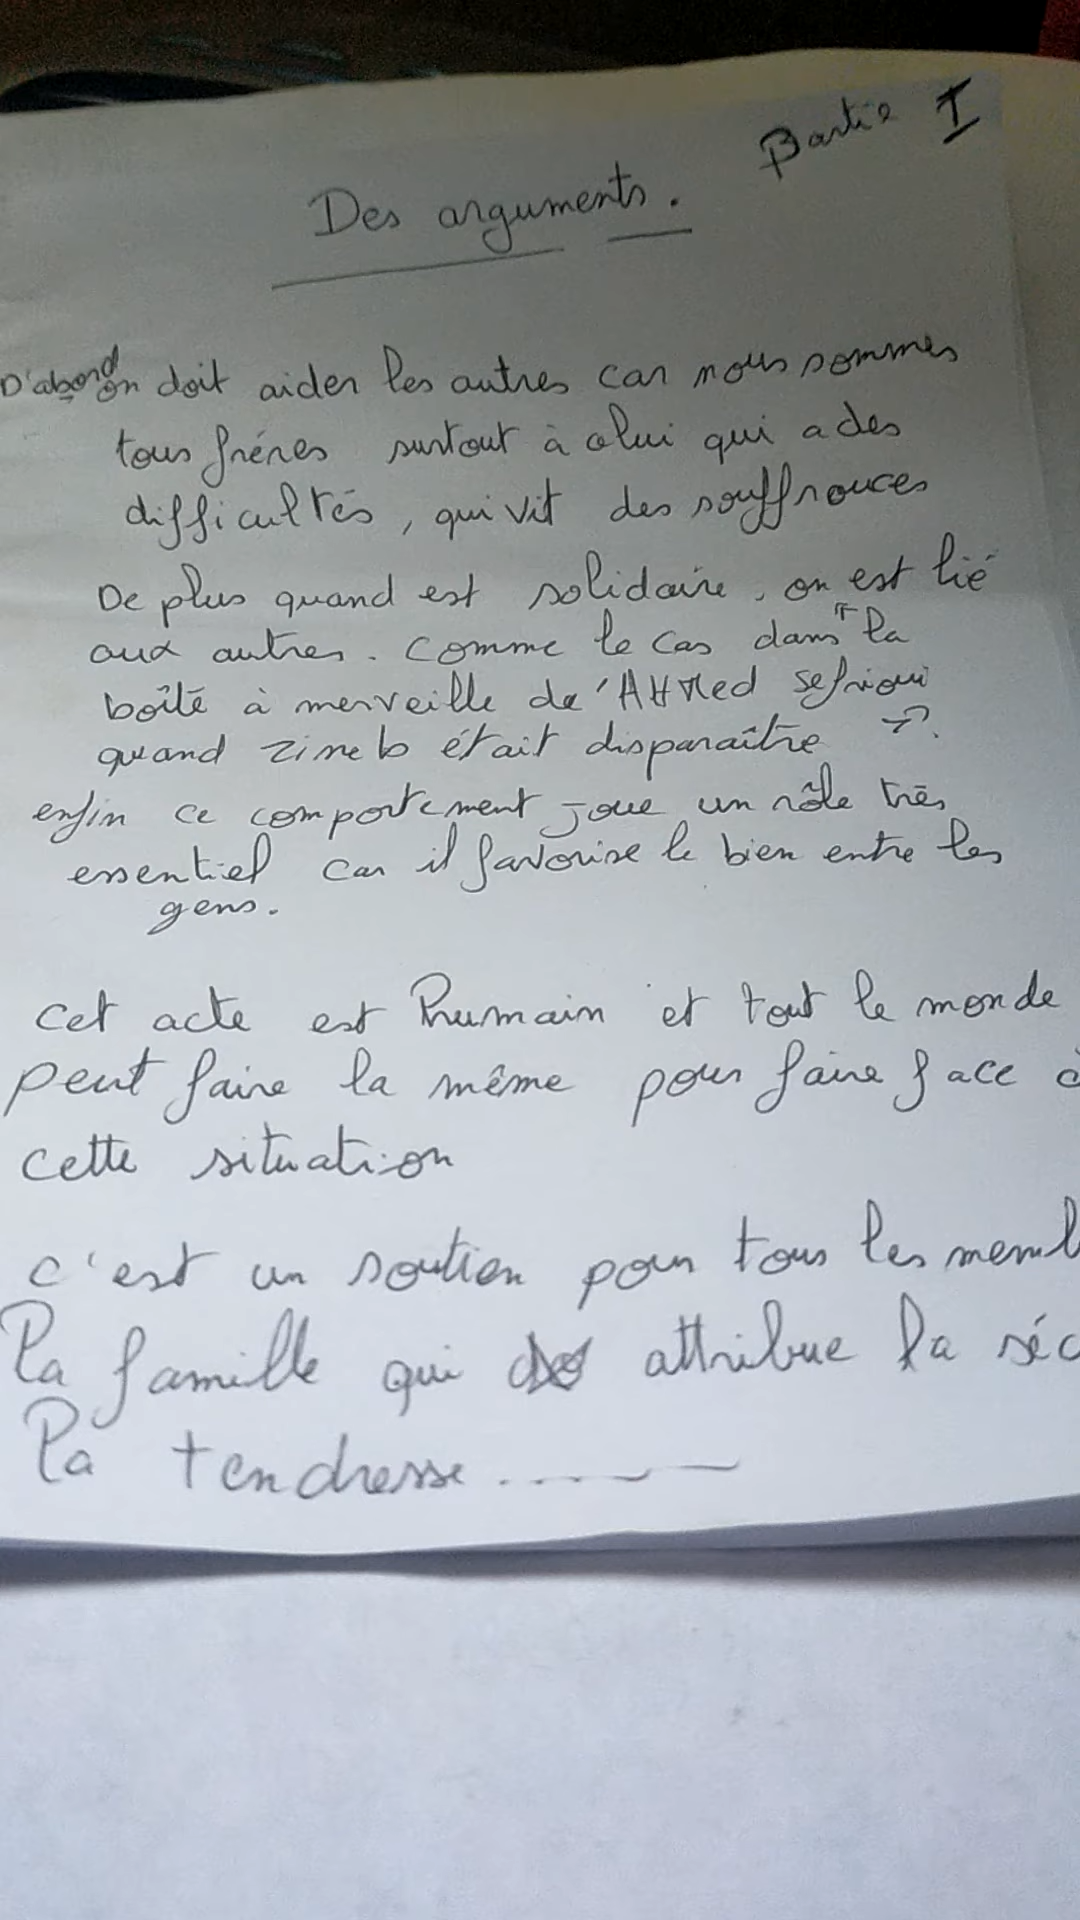 Partie I
Des arguments.
D'abord on doit aider les autres car nous sommes
tous fréres surtout à celui qui a des
difficultés, qui vit des souffrances
De plus quand est solidaire, on est lié
aux autres. comme le cas dans "la
boîte à merveille de 'AHMed sefrioui
quand zineb était disparaître
enfin ce comportement joue un rôle très
essentiel car il favorise le bien entre les
gens.
cet acte est humain et tout le monde
peut faire la même pour faire face à
cette situation
c'est un soutien pour tous les memb
la famille qui attribue la séc
la tendresse.....